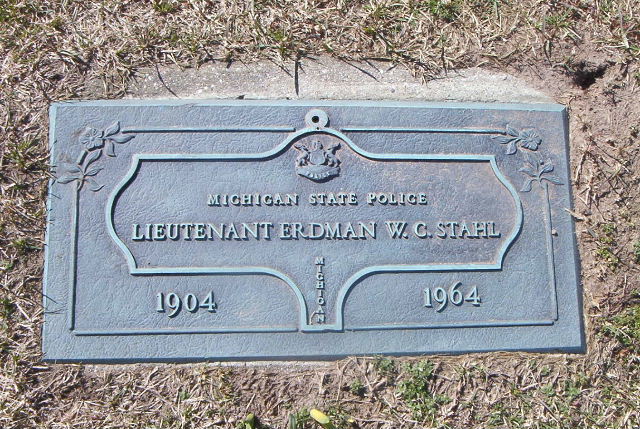 MICHIGAN STATE POLICE
LIEUTENANT ERDMAN W. C. STAHL
MICHIGAN
1904
1964